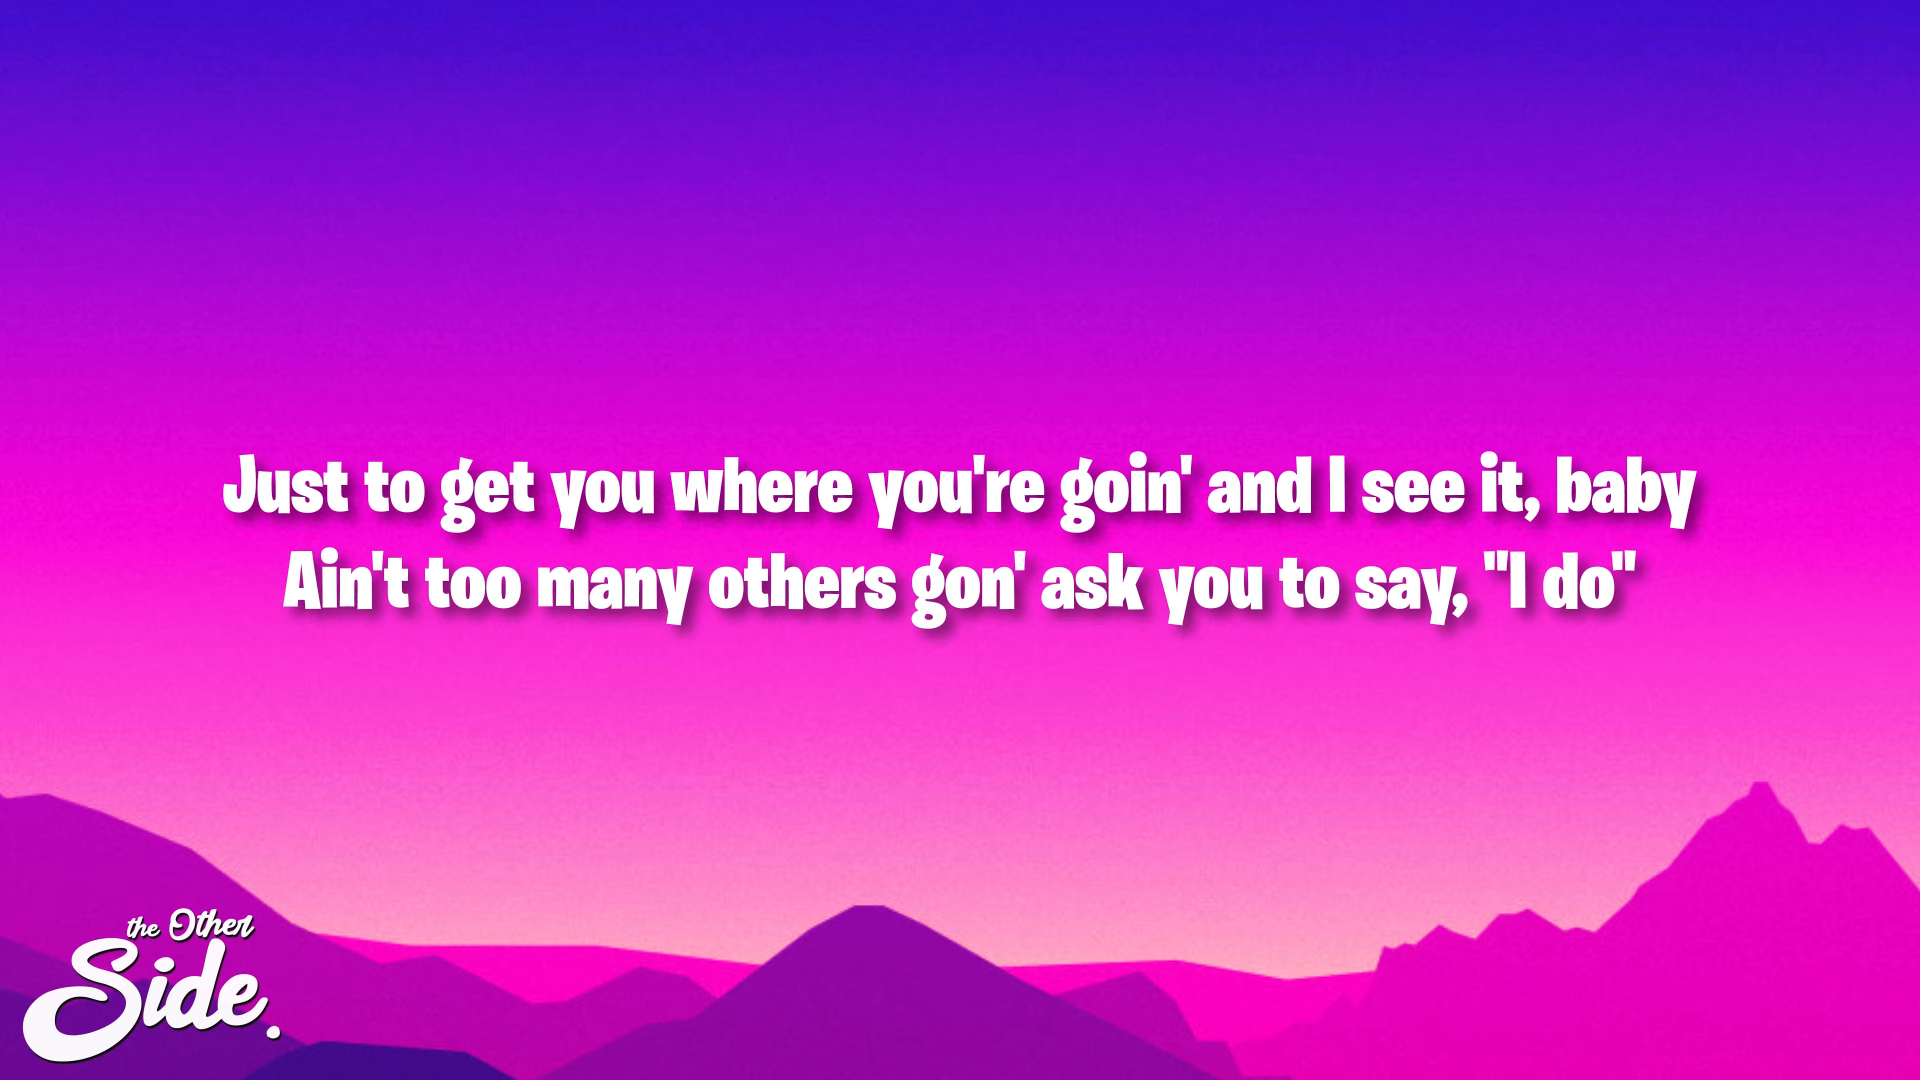 Just to get you where you're goin' and I see it, baby
Ain't too many others gon' ask you to say, "I do"
the Other
Side.